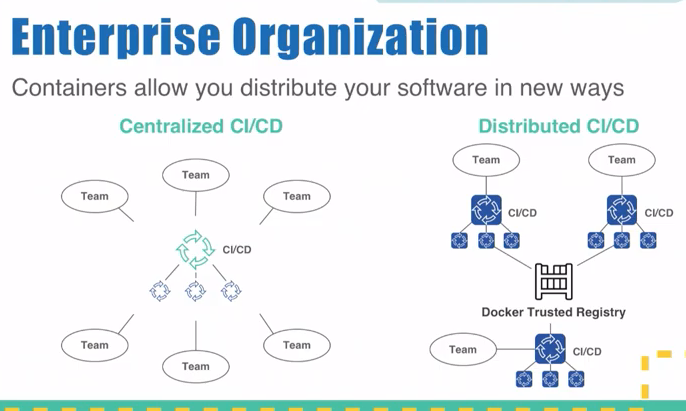 Enterprise Organization
Containers allow you distribute your software in new ways
Centralized CI/CD
Team
Team
Team
CI/CD
Team
Team
Team
Distributed CI/CD
Team
Team
CI/CD
CI/CD
Docker Trusted Registry
Team
CI/CD